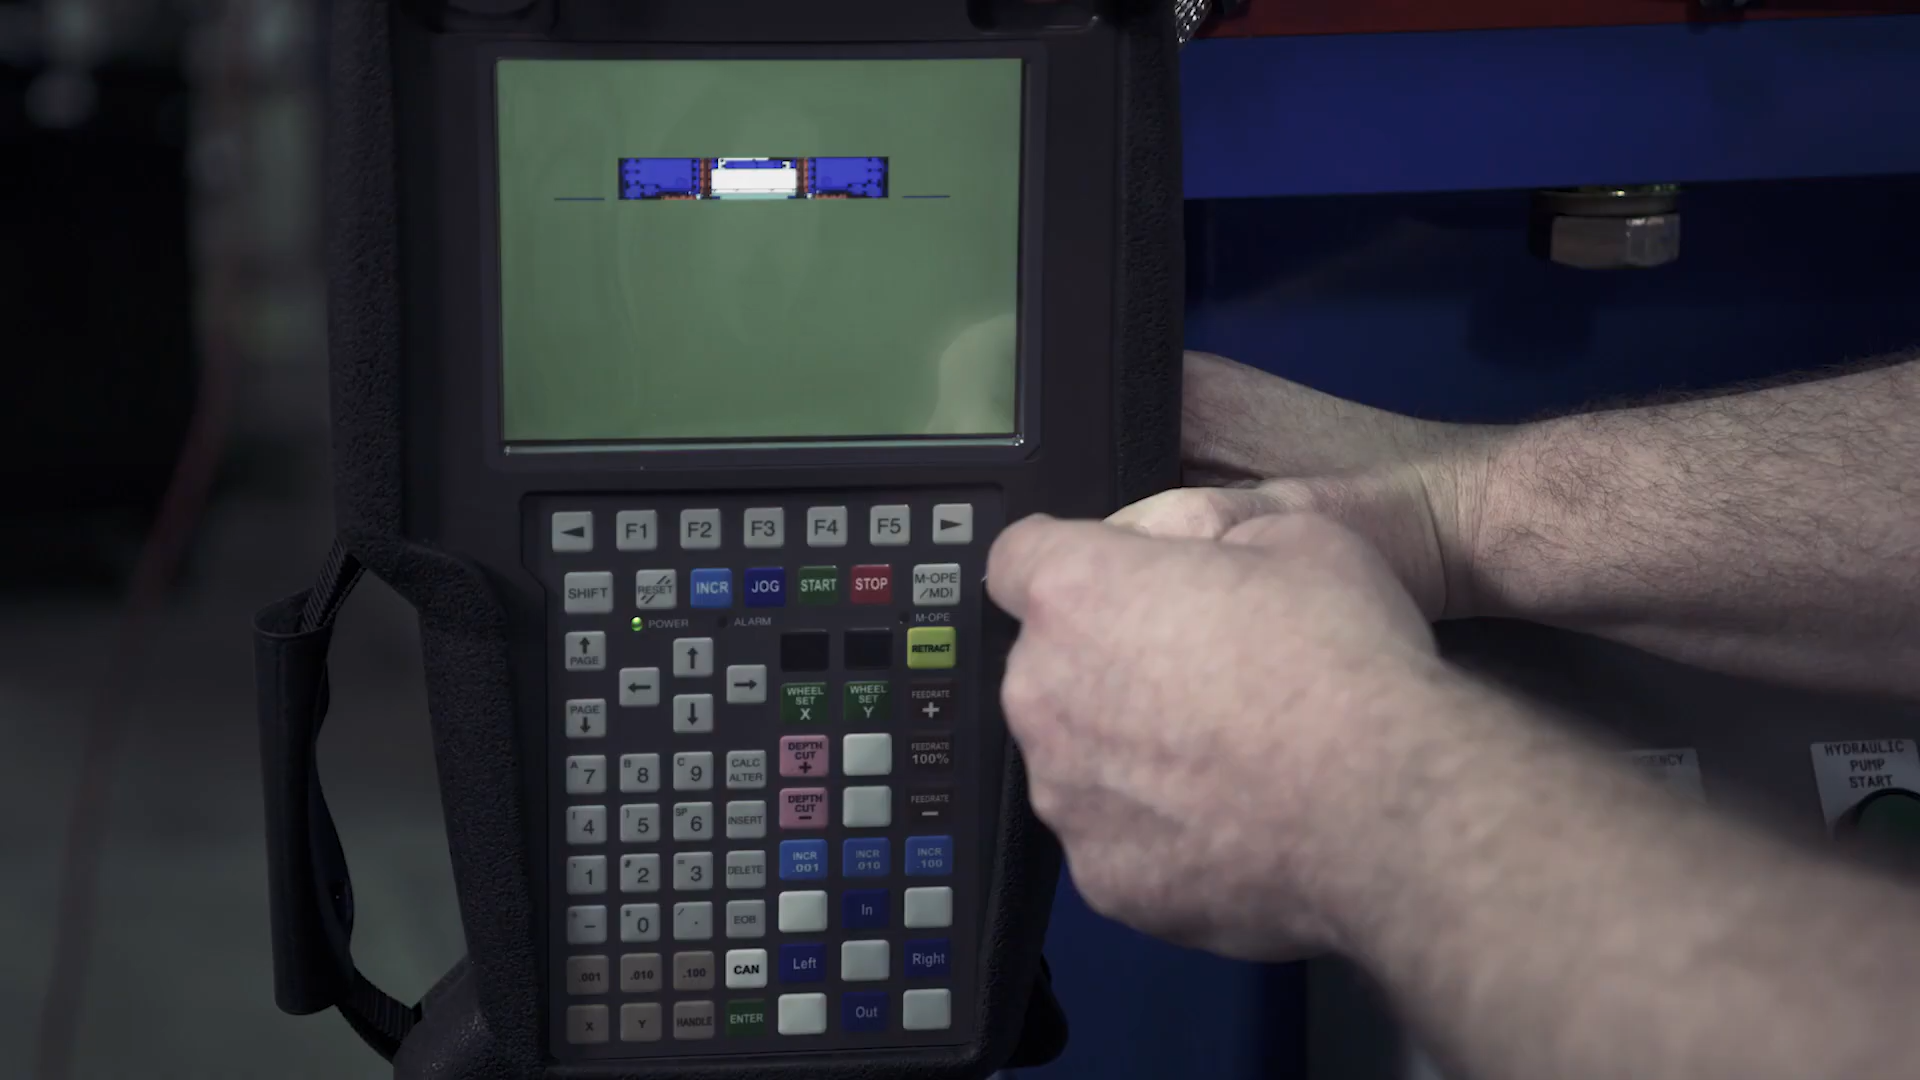 ◄ F1 F2 F3 F4 F5 ►
SHIFT RESET INCR JOG START STOP M-OPE
/MDI
POWER ALARM M-OPE
↑
PAGE
↑ RETRACT
← →
PAGE
↓
↓
WHEEL
SET
X
WHEEL
SET
Y
FEEDRATE
+
A 7 B 8 C 9 CALC
ALTER
DEPTH
CUT
+
FEEDRATE
100%
4 5 SP 6 INSERT
DEPTH
CUT
-
FEEDRATE
-
1 # 2 = 3 DELETE
INCR
.001
INCR
.010
INCR
.100
+ - * 0 / . EOB In
.001 .010 .100 CAN Left Right
X Y HANDLE ENTER Out
HYDRAULIC
PUMP
START